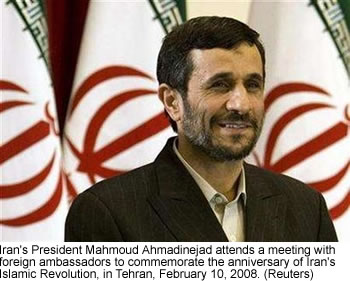 Iran's President Mahmoud Ahmadinejad attends a meeting with
foreign ambassadors to commemorate the anniversary of Iran's
Islamic Revolution, in Tehran, February 10, 2008. (Reuters)